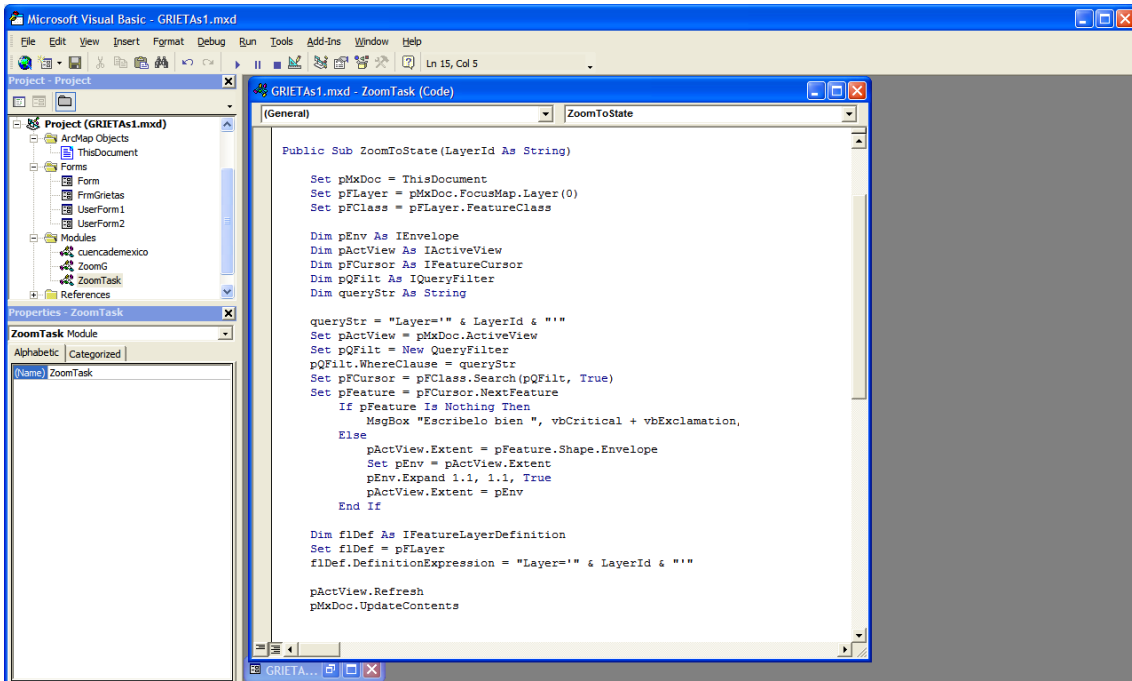 Microsoft Visual Basic - GRIETAs1.mxd
File Edit View Insert Format Debug Run Tools Add-Ins Window Help
Ln 15, Col 5
Project - Project
Project (GRIETAs1.mxd)
ArcMap Objects
ThisDocument
Forms
Form
FrmGrietas
UserForm1
UserForm2
Modules
cuencademexico
ZoomG
ZoomTask
References
Properties - ZoomTask
ZoomTask Module
Alphabetic Categorized
(Name) ZoomTask
GRIETAs1.mxd - ZoomTask (Code)
(General) ZoomToState
Public Sub ZoomToState(LayerId As String)
Set pMxDoc = ThisDocument
Set pFLayer = pMxDoc.FocusMap.Layer(0)
Set pFClass = pFLayer.FeatureClass
Dim pEnv As IEnvelope
Dim pActView As IActiveView
Dim pFCursor As IFeatureCursor
Dim pQFilt As IQueryFilter
Dim queryStr As String
queryStr = "Layer='" & LayerId & "'"
Set pActView = pMxDoc.ActiveView
Set pQFilt = New QueryFilter
pQFilt.WhereClause = queryStr
Set pFCursor = pFClass.Search(pQFilt, True)
Set pFeature = pFCursor.NextFeature
If pFeature Is Nothing Then
MsgBox "Escribelo bien ", vbCritical + vbExclamation,
Else
pActView.Extent = pFeature.Shape.Envelope
Set pEnv = pActView.Extent
pEnv.Expand 1.1, 1.1, True
pActView.Extent = pEnv
End If
Dim flDef As IFeatureLayerDefinition
Set flDef = pFLayer
flDef.DefinitionExpression = "Layer='" & LayerId & "'"
pActView.Refresh
pMxDoc.UpdateContents
GRIETA...